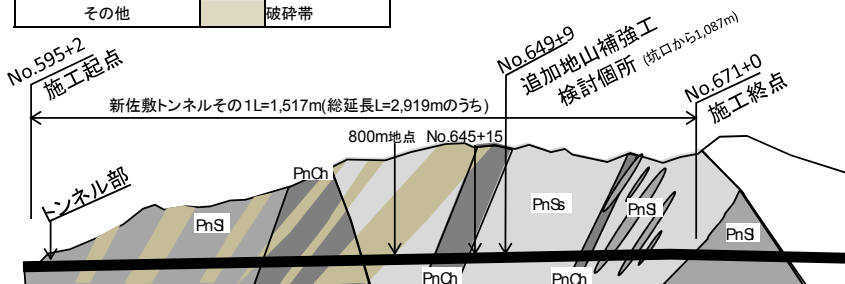 その他
破砕帯
No.595+2
施工起点
No.649+9
追加地山補強工
検討個所 (坑口から1,087m)
No.671+0
施工終点
新佐敷トンネルその1L=1,517m(総延長L=2,919mのうち)
800m地点 No.645+15
トンネル部
PnCh
PnSl
PnSs
PnSl
PnSl
PnCh
PnCh